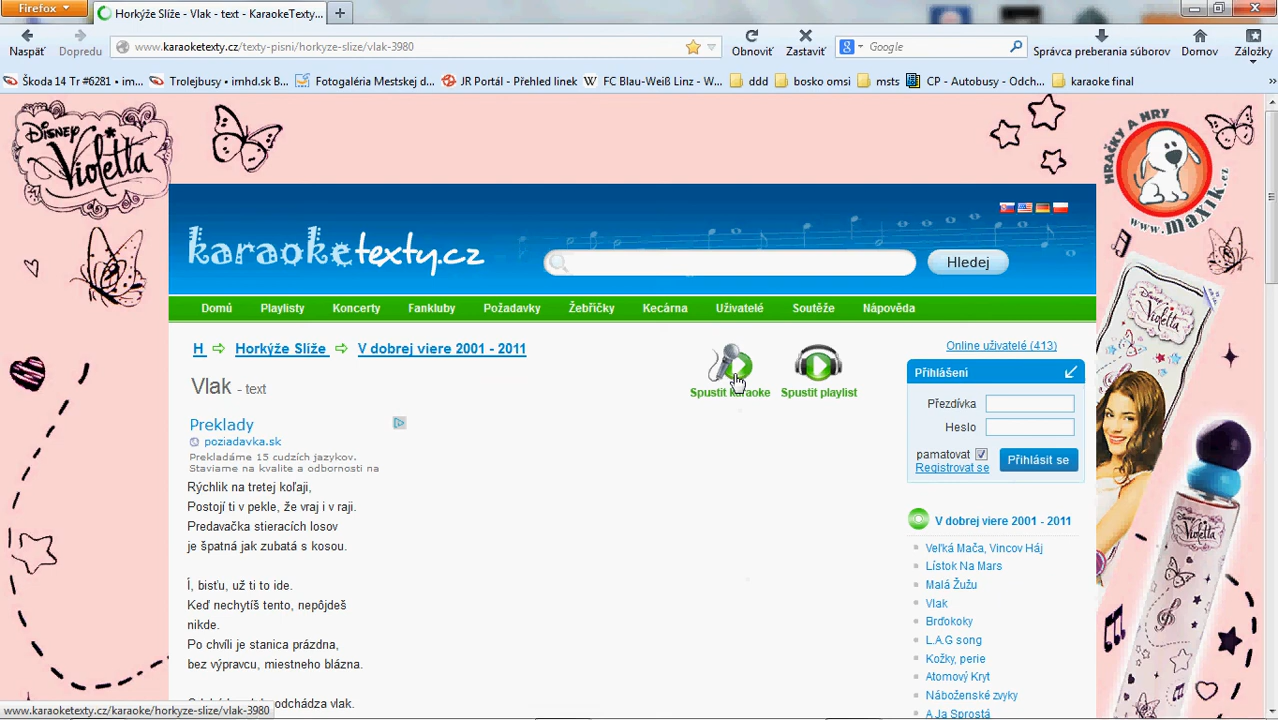 Firefox
Horkýže Slíže - Vlak - text - KaraokeTexty...
Naspäť
Dopredu
www.karaoketexty.cz/texty-pisni/horkyze-slize/vlak-3980
Obnoviť
Zastaviť
Google
Správca preberania súborov
Domov
Záložky
Škoda 14 Tr #6281 • im...
Trolejbusy • imhd.sk B...
Fotogaléria Mestskej d...
JR Portál - Přehled linek
FC Blau-Weiß Linz - W...
ddd
bosko omsi
msts
CP - Autobusy - Odch...
karaoke final
Disney
Violetta
HRAČKY A HRY
www.maxik.cz
karaoketexty.cz
Hledej
Domů
Playlisty
Koncerty
Fankluby
Požadavky
Žebříčky
Kecárna
Uživatelé
Soutěže
Nápověda
H
Horkýže Slíže
V dobrej viere 2001 - 2011
Vlak - text
Spustit karaoke
Spustit playlist
Preklady
poziadavka.sk
Prekladáme 15 cudzích jazykov.
Staviame na kvalite a odbornosti na
Rýchlik na tretej koľaji,
Postojí ti v pekle, že vraj i v raji.
Predavačka stieracích losov
je špatná jak zubatá s kosou.
Í, bisťu, už ti to ide.
Keď nechytíš tento, nepôjdeš
nikde.
Po chvíli je stanica prázdna,
bez výpravcu, miestneho blázna.
odchádza vlak.
Online uživatelé (413)
Přihlášení
Přezdívka
Heslo
pamatovat
Registrovat se
Přihlásit se
V dobrej viere 2001 - 2011
Veľká Mača, Vincov Háj
Lístok Na Mars
Malá Žužu
Vlak
Brďokoky
L.A.G song
Kožky, perie
Atomový Kryt
Náboženské zvyky
A Ja Sprostá
Violetta
Violetta
www.karaoketexty.cz/karaoke/horkyze-slize/vlak-3980